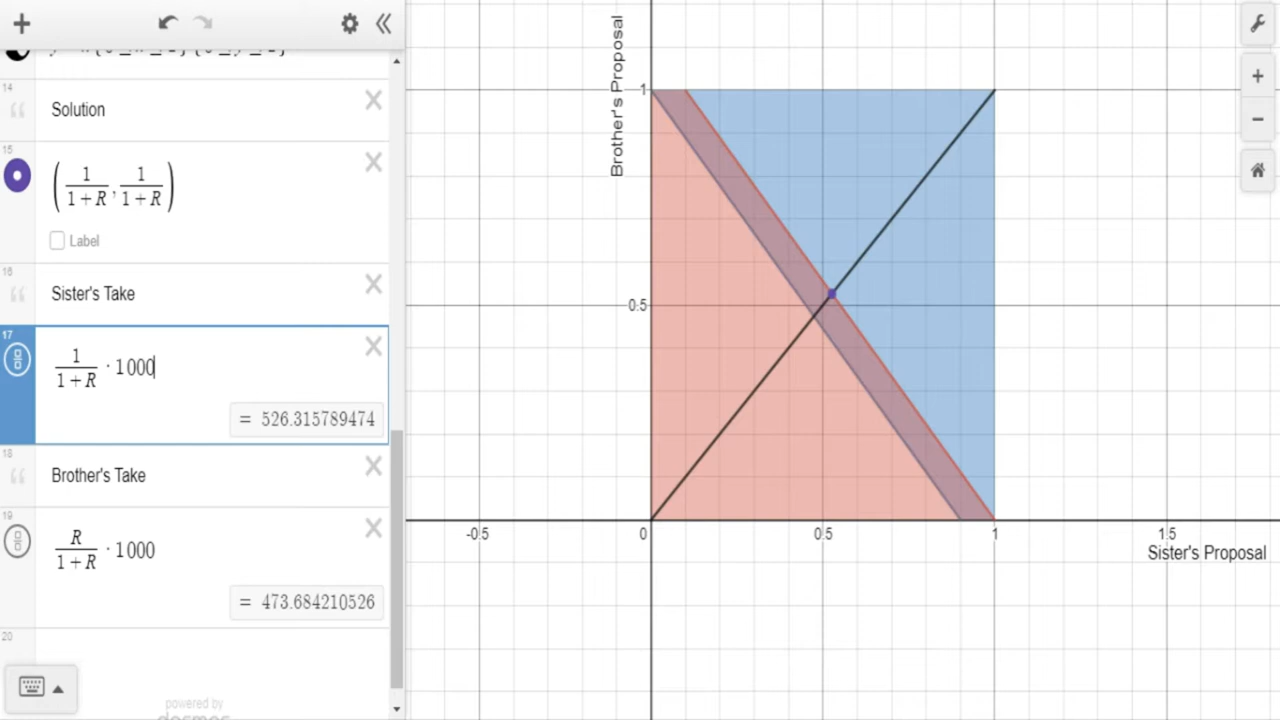 14
Solution
15
(1/(1+R), 1/(1+R))
Label
16
Sister's Take
17
1/(1+R) · 1000
= 526.315789474
18
Brother's Take
19
R/(1+R) · 1000
= 473.684210526
20
powered by
Brother's Proposal
1
0.5
-0.5
0
0.5
1
1.5
Sister's Proposal